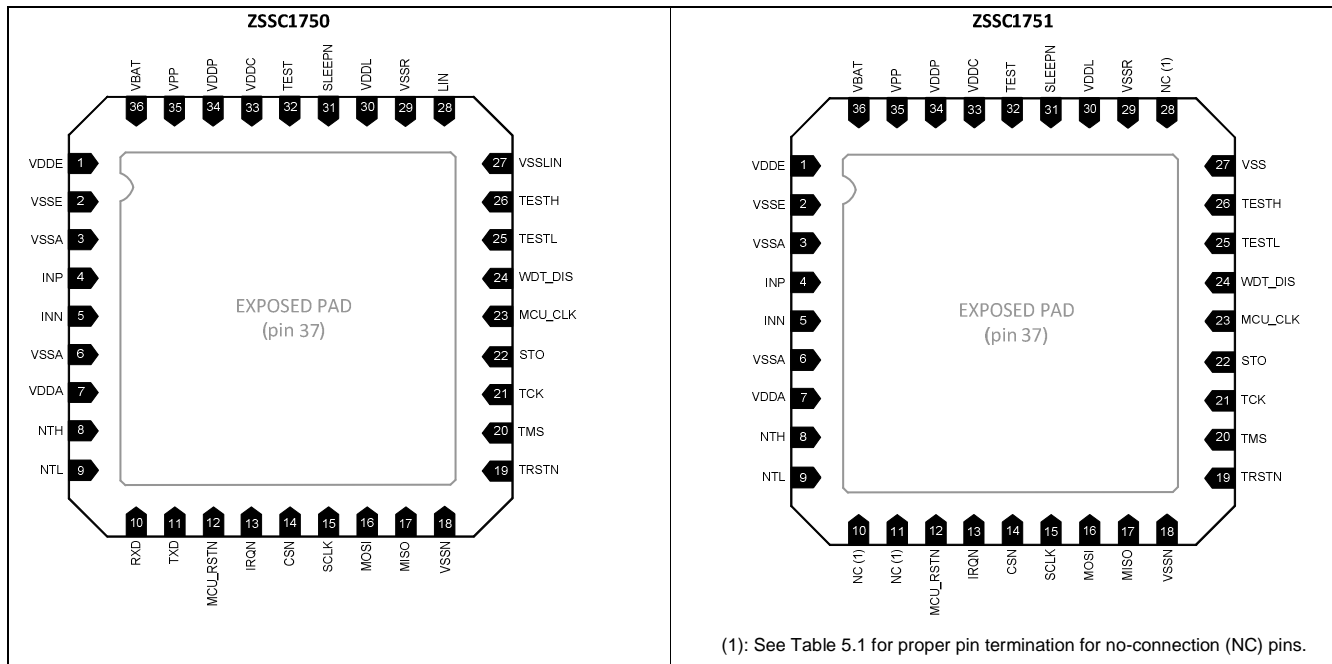 ZSSC1750
VBAT
VPP
VDDP
VDDC
TEST
SLEEPN
VDDL
VSSR
LIN
36
35
34
33
32
31
30
29
28
VDDE 1
VSSE 2
VSSA 3
INP 4
INN 5
VSSA 6
VDDA 7
NTH 8
NTL 9
EXPOSED PAD
(pin 37)
27 VSSLIN
26 TESTH
25 TESTL
24 WDT_DIS
23 MCU_CLK
22 STO
21 TCK
20 TMS
19 TRSTN
10
11
12
13
14
15
16
17
18
RXD
TXD
MCU_RSTN
IRQN
CSN
SCLK
MOSI
MISO
VSSN
ZSSC1751
VBAT
VPP
VDDP
VDDC
TEST
SLEEPN
VDDL
VSSR
NC (1)
36
35
34
33
32
31
30
29
28
VDDE 1
VSSE 2
VSSA 3
INP 4
INN 5
VSSA 6
VDDA 7
NTH 8
NTL 9
EXPOSED PAD
(pin 37)
27 VSS
26 TESTH
25 TESTL
24 WDT_DIS
23 MCU_CLK
22 STO
21 TCK
20 TMS
19 TRSTN
10
11
12
13
14
15
16
17
18
NC (1)
NC (1)
MCU_RSTN
IRQN
CSN
SCLK
MOSI
MISO
VSSN
(1): See Table 5.1 for proper pin termination for no-connection (NC) pins.